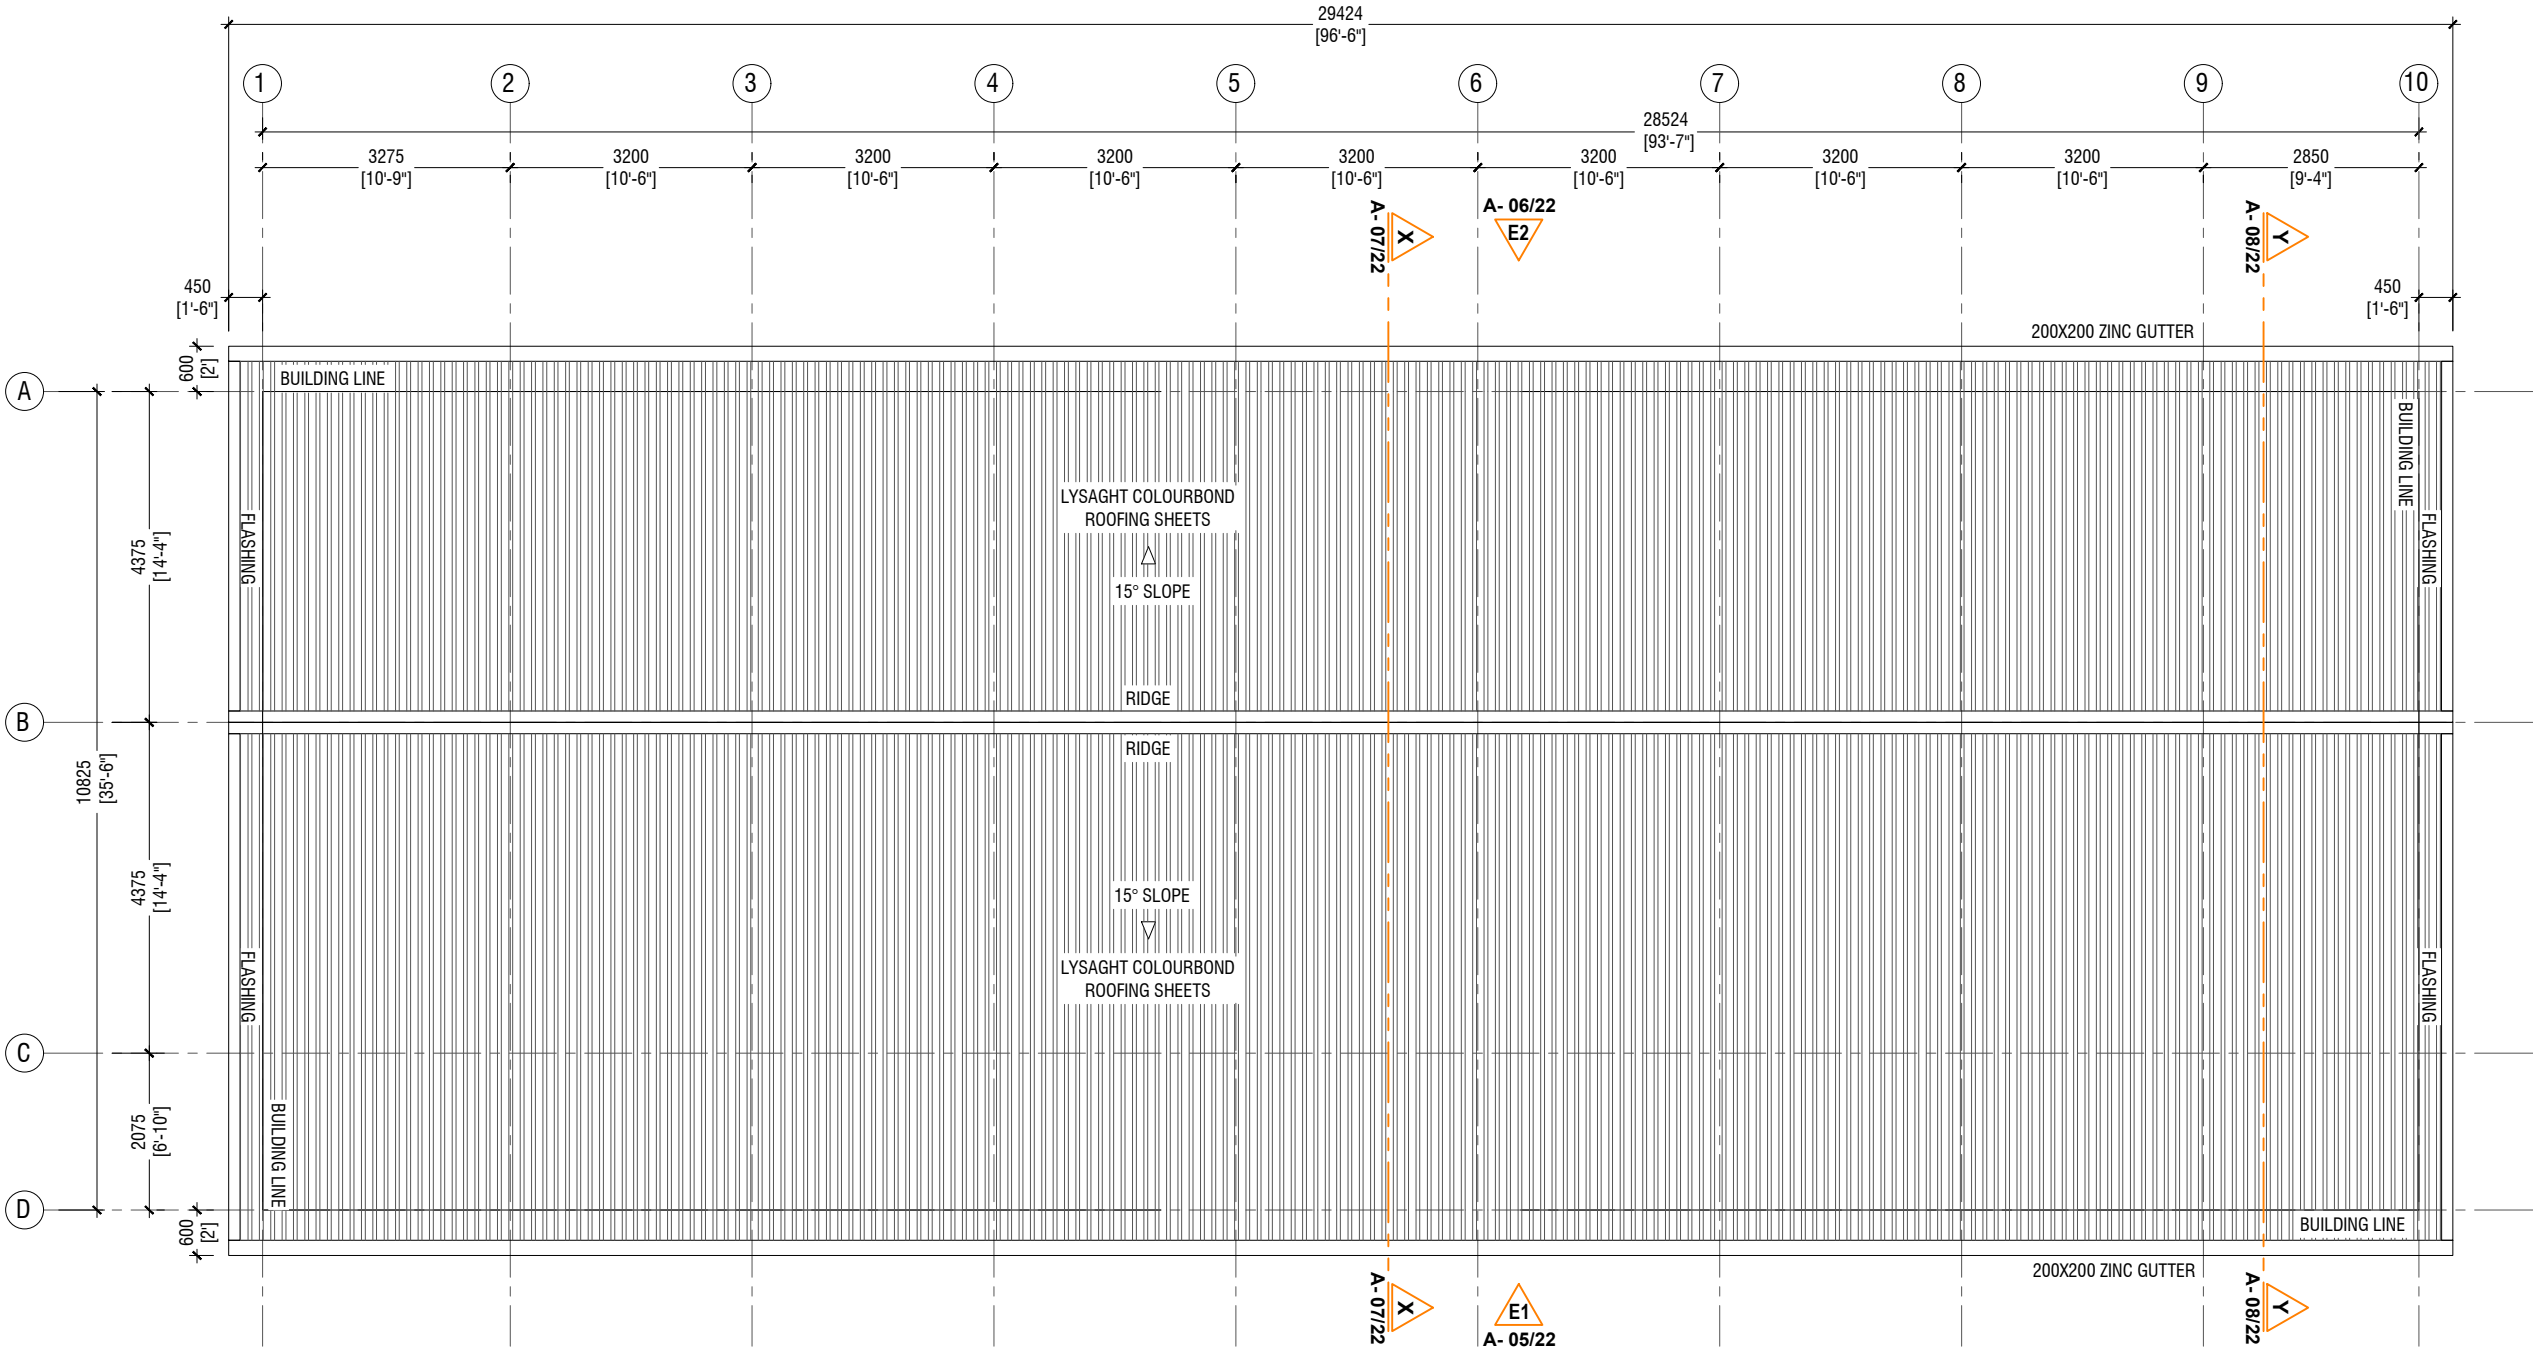 29424
[96'-6"]
1
2
3
4
5
6
7
8
9
10
28524
[93'-7"]
3275
[10'-9"]
3200
[10'-6"]
3200
[10'-6"]
3200
[10'-6"]
3200
[10'-6"]
3200
[10'-6"]
3200
[10'-6"]
3200
[10'-6"]
2850
[9'-4"]
A- 07/22
X
A- 06/22
E2
A- 08/22
Y
450
[1'-6"]
450
[1'-6"]
200X200 ZINC GUTTER
600
[2']
A
BUILDING LINE
BUILDING LINE
FLASHING
FLASHING
4375
[14'-4"]
LYSAGHT COLOURBOND
ROOFING SHEETS
15° SLOPE
RIDGE
B
RIDGE
10825
[35'-6"]
4375
[14'-4"]
15° SLOPE
LYSAGHT COLOURBOND
ROOFING SHEETS
FLASHING
FLASHING
C
2075
[6'-10"]
BUILDING LINE
D
600
[2']
BUILDING LINE
200X200 ZINC GUTTER
A- 07/22
X
E1
A- 05/22
A- 08/22
Y